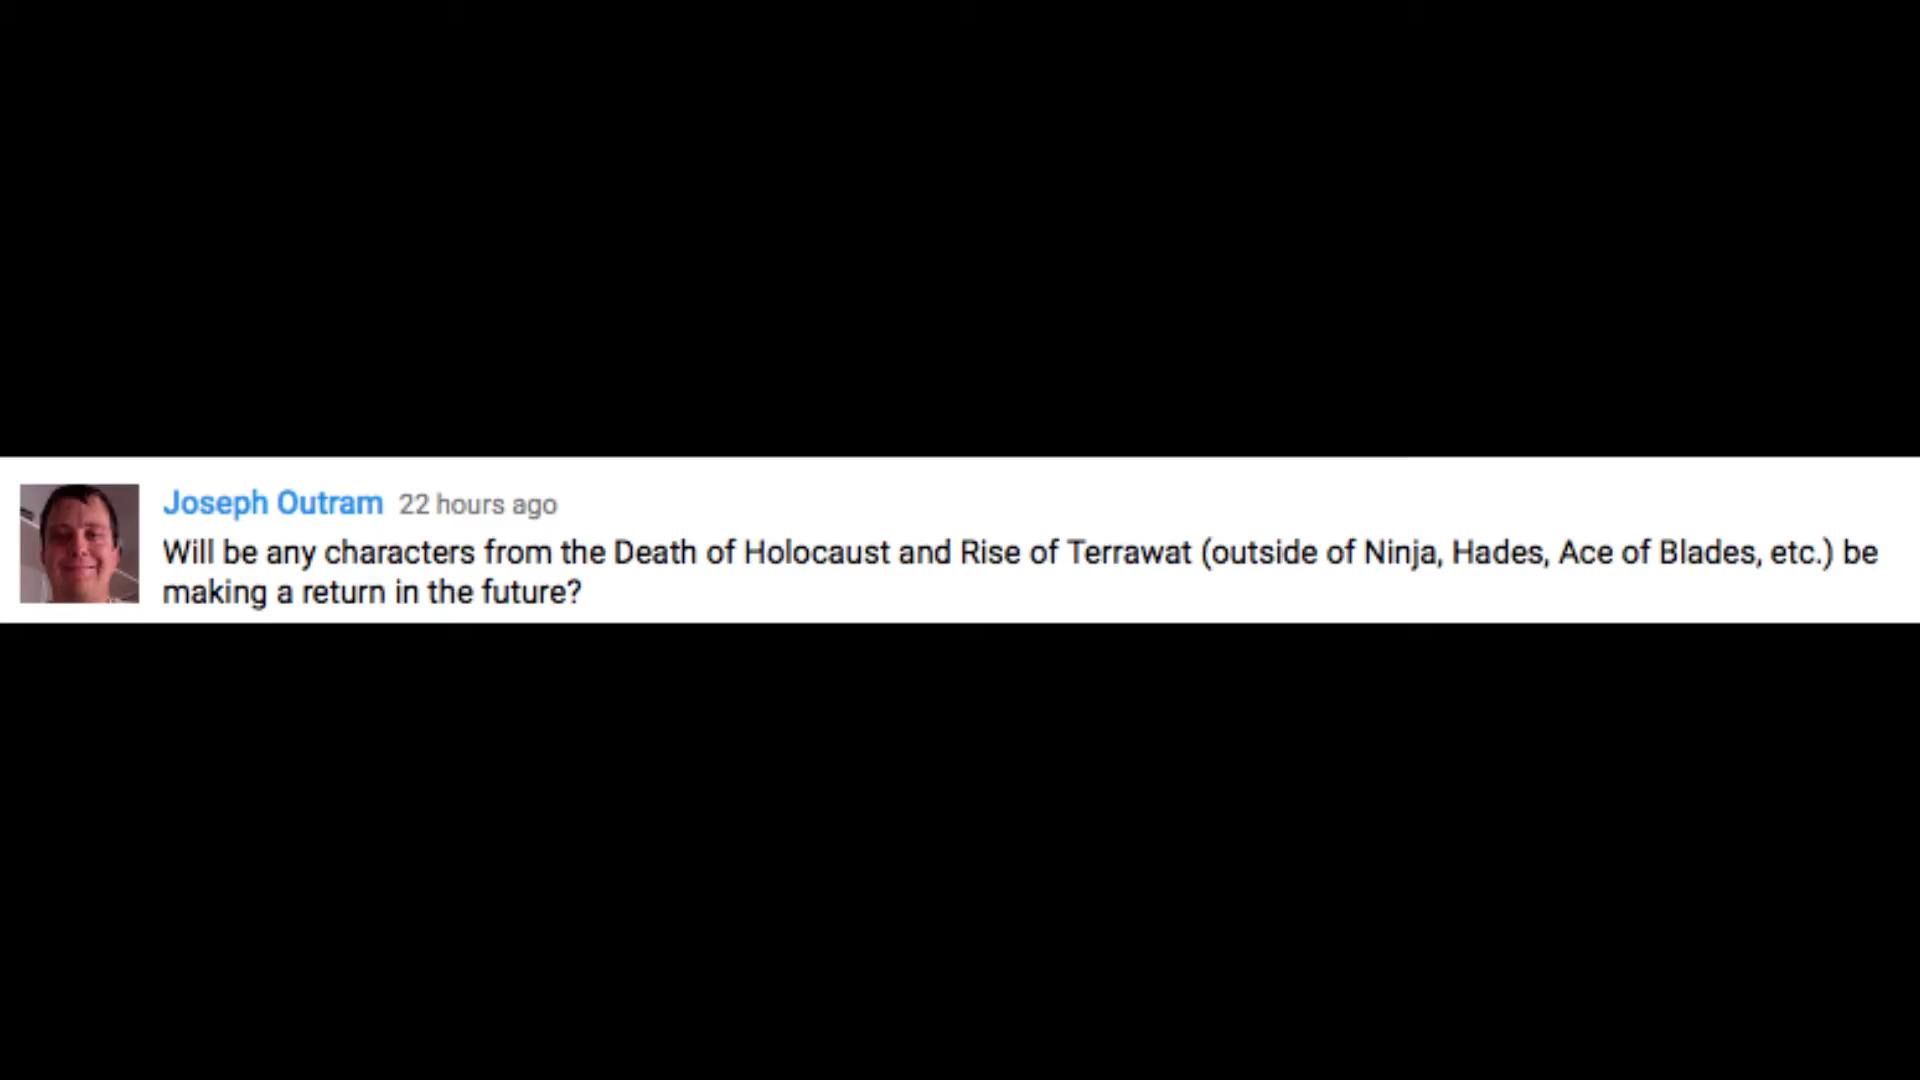 Joseph Outram 22 hours ago
Will be any characters from the Death of Holocaust and Rise of Terrawat (outside of Ninja, Hades, Ace of Blades, etc.) be
making a return in the future?